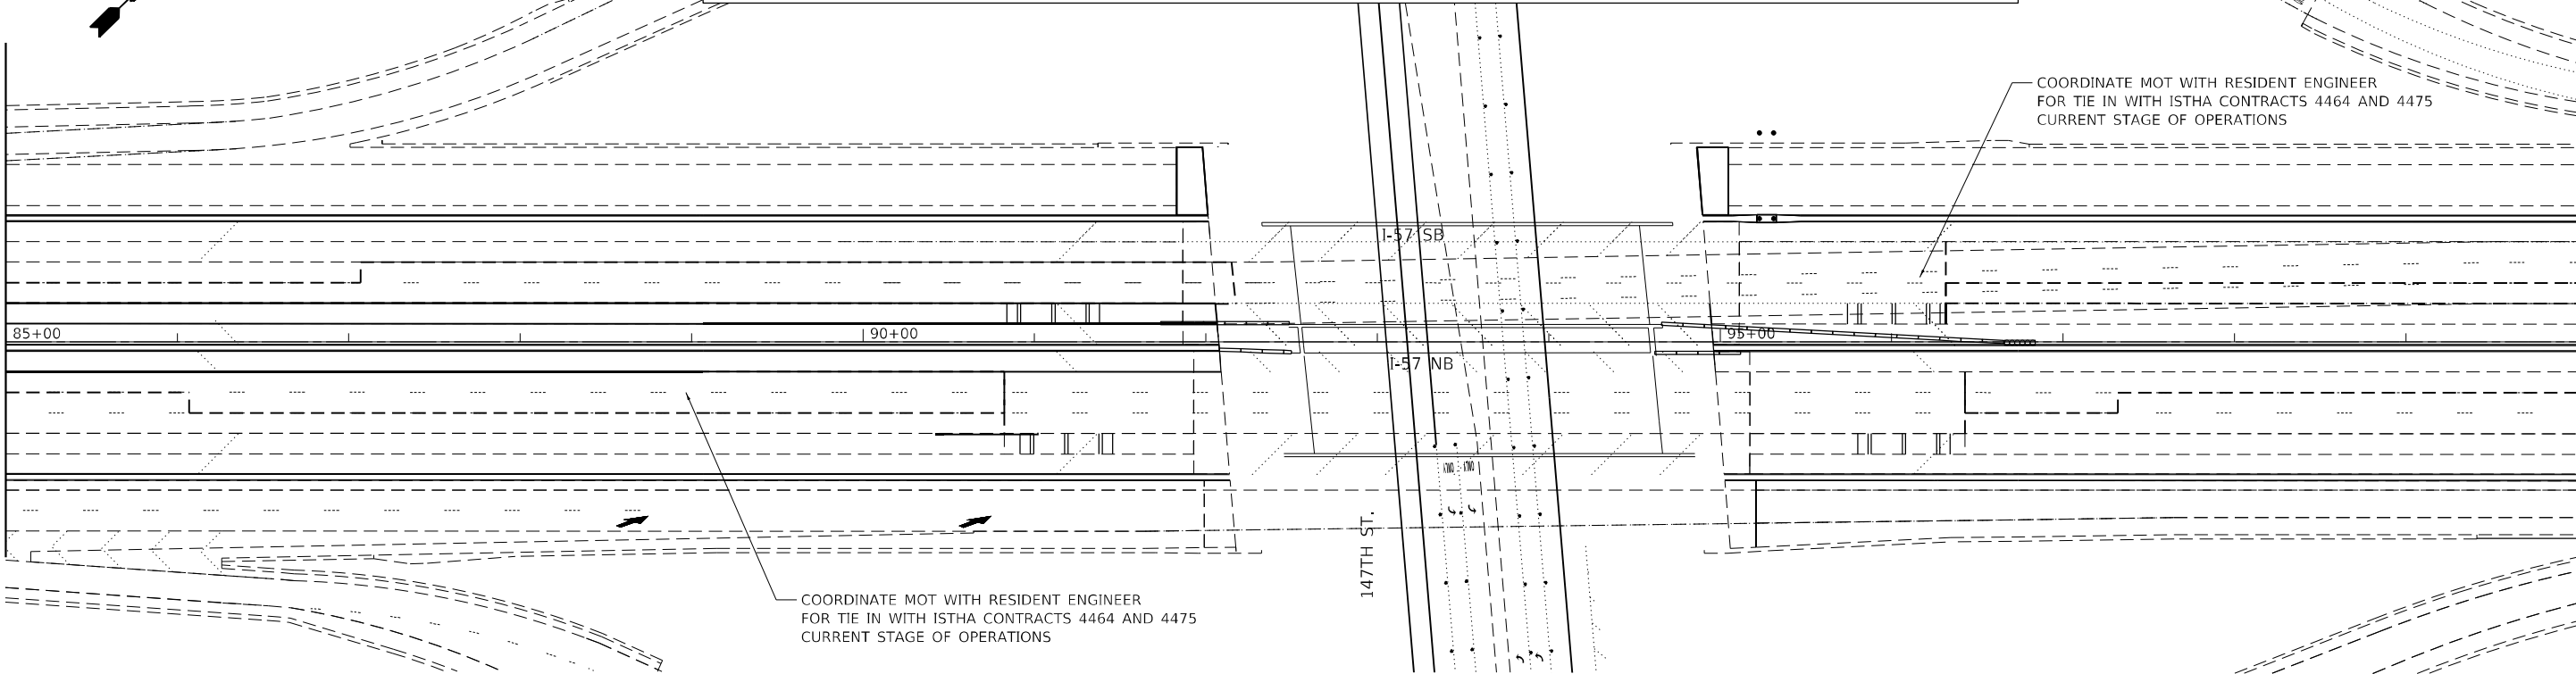 COORDINATE MOT WITH RESIDENT ENGINEER
FOR TIE IN WITH ISTHA CONTRACTS 4464 AND 4475
CURRENT STAGE OF OPERATIONS
I-57 SB
85+00
90+00
95+00
I-57 NB
147TH ST.
COORDINATE MOT WITH RESIDENT ENGINEER
FOR TIE IN WITH ISTHA CONTRACTS 4464 AND 4475
CURRENT STAGE OF OPERATIONS